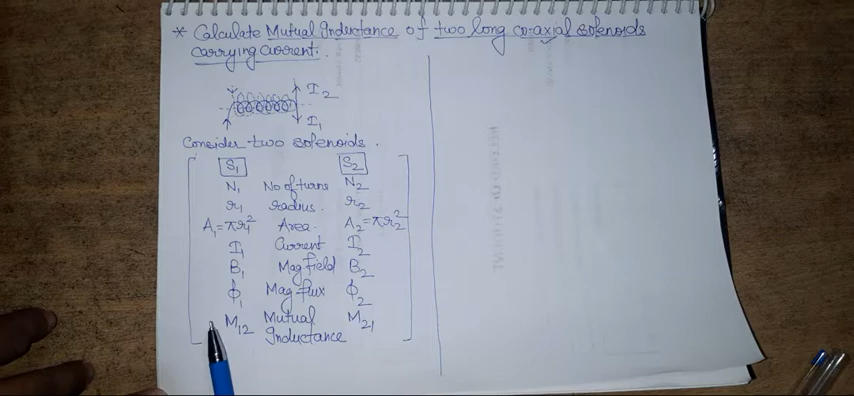 * Calculate Mutual Inductance of two long co-axial solenoids
carrying current.
I2
I1
Consider two solenoids.
S1 S2
N1 No of turns N2
r1 radius. r2
A1=πr1² Area. A2=πr2²
I1 Current I2
B1 Mag field B2
ϕ1 Mag flux ϕ2
M12 Mutual M21
Inductance